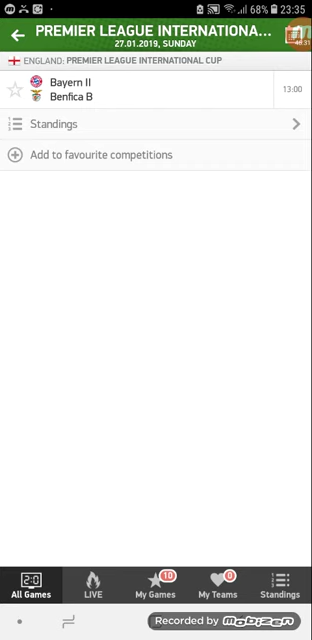 68% 23:35
PREMIER LEAGUE INTERNATIONA...
27.01.2019, SUNDAY
ENGLAND: PREMIER LEAGUE INTERNATIONAL CUP
Bayern II
Benfica B
13:00
Standings
Add to favourite competitions
2:0
10
0
All Games
LIVE
My Games
My Teams
Standings
Recorded by mobizen